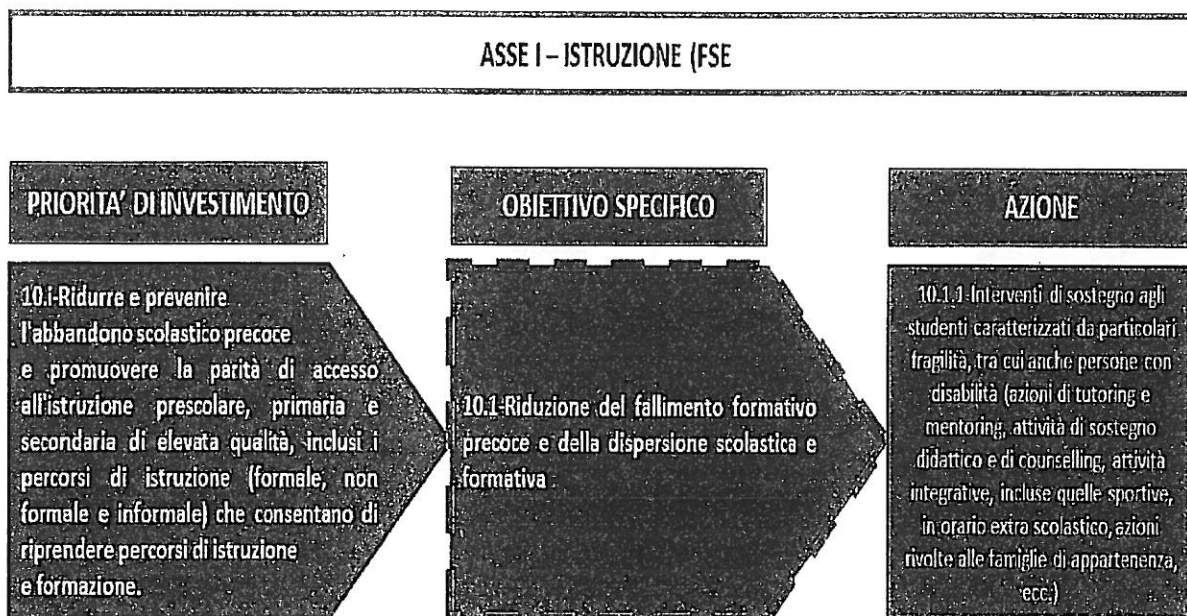 ASSE I – ISTRUZIONE (FSE
PRIORITA' DI INVESTIMENTO
10.i-Ridurre e prevenire
l'abbandono scolastico precoce
e promuovere la parità di accesso
all'istruzione prescolare, primaria e
secondaria di elevata qualità, inclusi i
percorsi di istruzione (formale, non
formale e informale) che consentano di
riprendere percorsi di istruzione
e formazione.
OBIETTIVO SPECIFICO
10.1-Riduzione del fallimento formativo
precoce e della dispersione scolastica e
formativa
AZIONE
10.1.1-Interventi di sostegno agli
studenti caratterizzati da particolari
fragilità, tra cui anche persone con
disabilità (azioni di tutoring e
mentoring, attività di sostegno
didattico e di counselling, attività
integrative, incluse quelle sportive,
in orario extra scolastico, azioni
rivolte alle famiglie di appartenenza,
ecc.)